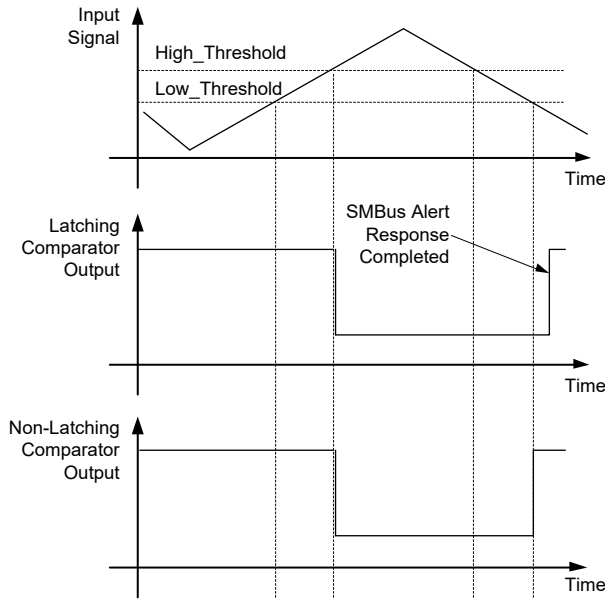 Input
Signal
High_Threshold
Low_Threshold
Time
Latching
Comparator
Output
SMBus Alert
Response
Completed
Time
Non-Latching
Comparator
Output
Time